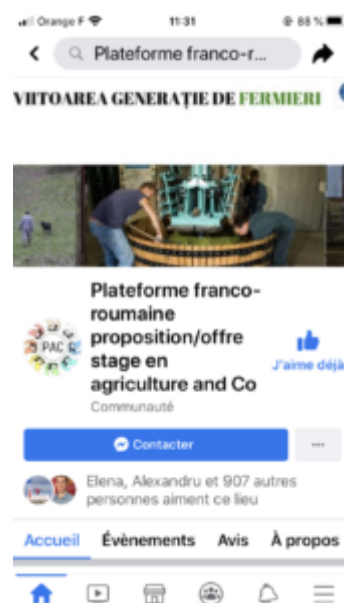 Orange F 11:31 88 %
Plateforme franco-r...
VIITOAREA GENERAȚIE DE FERMIERI
Plateforme franco-
roumaine
proposition/offre
stage en
agriculture and Co
PAC
J'aime déjà
Communauté
Contacter
...
Elena, Alexandru et 907 autres
personnes aiment ce lieu
Accueil Évènements Avis À propos